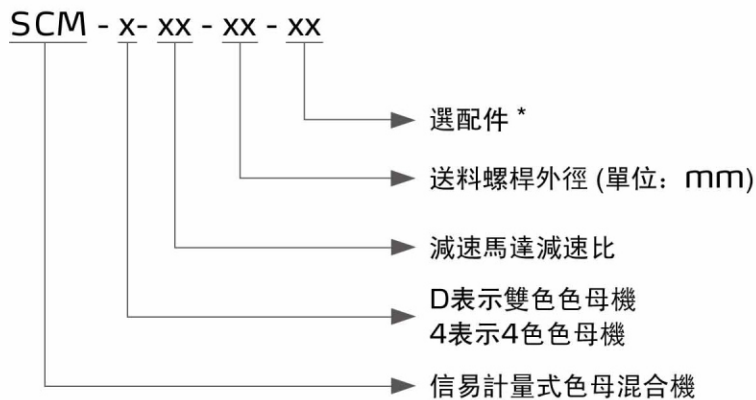 SCM - x- xx - xx - xx
選配件 *
送料螺桿外徑 (單位：mm)
減速馬達減速比
D表示雙色色母機
4表示4色色母機
信易計量式色母混合機